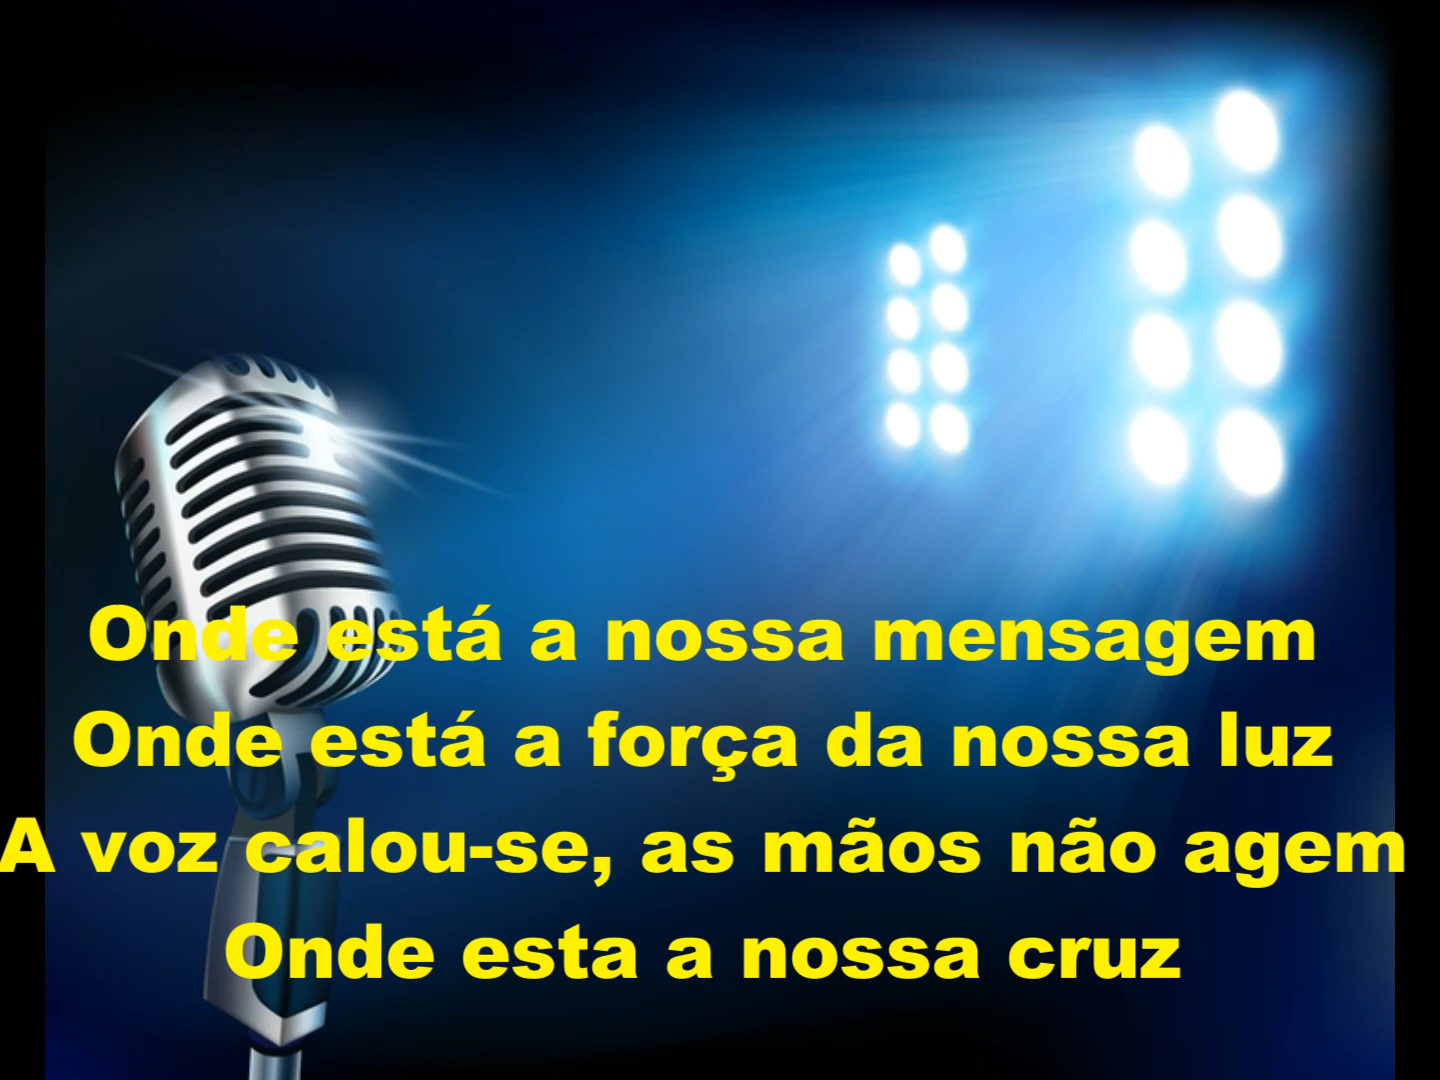 Onde está a nossa mensagem
Onde está a força da nossa luz
A voz calou-se, as mãos não agem
Onde esta a nossa cruz